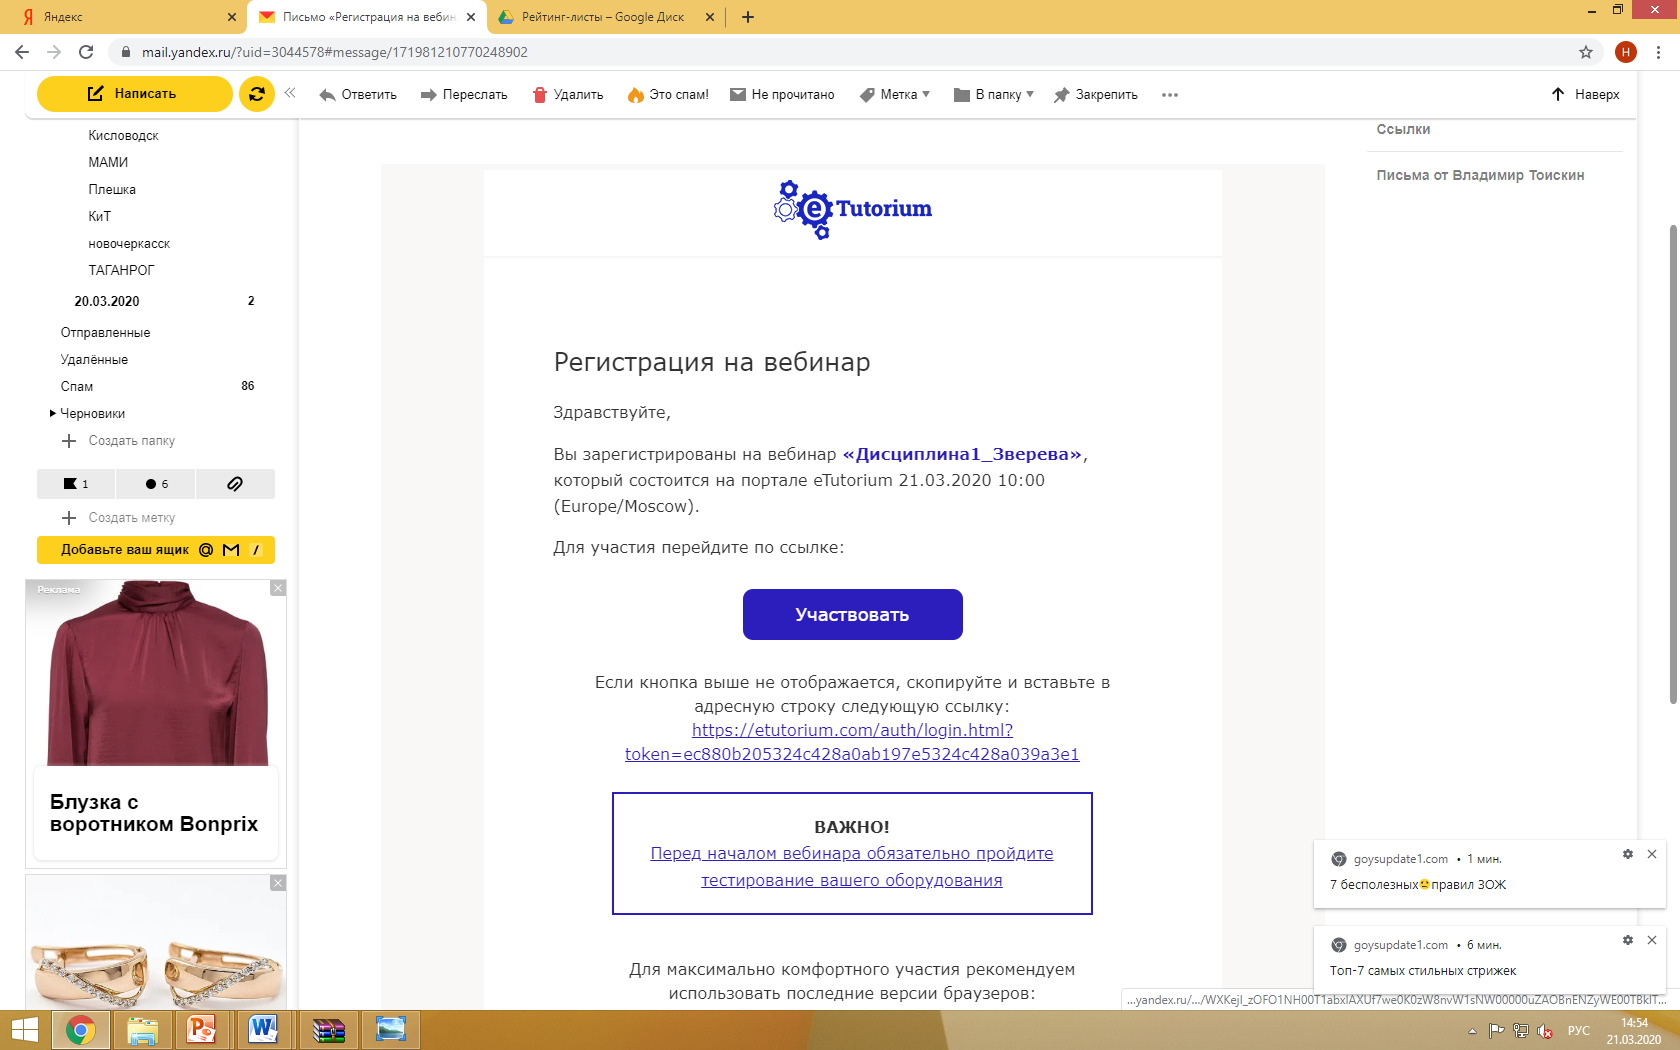 Яндекс
Письмо «Регистрация на вебин
Рейтинг-листы – Google Диск
mail.yandex.ru/?uid=3044578#message/171981210770248902
Н
Написать
Ответить
Переслать
Удалить
Это спам!
Не прочитано
Метка
В папку
Закрепить
Наверх
Кисловодск
МАМИ
Плешка
КиТ
новочеркасск
ТАГАНРОГ
20.03.2020 2
Отправленные
Удалённые
Спам 86
Черновики
Создать папку
1
6
Создать метку
Добавьте ваш ящик
Реклама
Блузка с
воротником Bonprix
e Tutorium
Регистрация на вебинар
Здравствуйте,
Вы зарегистрированы на вебинар «Дисциплина1_Зверева»,
который состоится на портале eTutorium 21.03.2020 10:00
(Europe/Moscow).
Для участия перейдите по ссылке:
Участвовать
Если кнопка выше не отображается, скопируйте и вставьте в
адресную строку следующую ссылку:
https://etutorium.com/auth/login.html?
token=ec880b205324c428a0ab197e5324c428a039a3e1
ВАЖНО!
Перед началом вебинара обязательно пройдите
тестирование вашего оборудования
Для максимально комфортного участия рекомендуем
использовать последние версии браузеров:
Ссылки
Письма от Владимир Тоискин
goysupdate1.com • 1 мин.
7 бесполезных😟правил ЗОЖ
goysupdate1.com • 6 мин.
Топ-7 самых стильных стрижек
РУС
14:54
21.03.2020